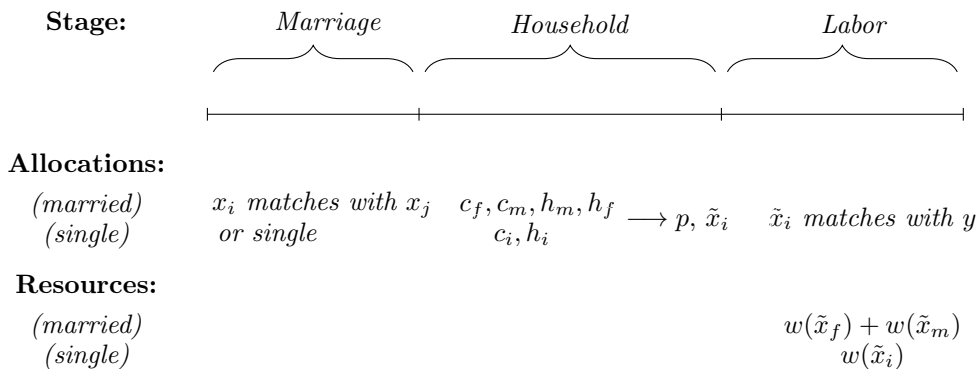 Stage: Marriage Household Labor
Allocations:
(married) x_i matches with x_j c_f, c_m, h_m, h_f
(single) or single c_i, h_i ⟶ p, x̃_i x̃_i matches with y
Resources:
(married) w(x̃_f) + w(x̃_m)
(single) w(x̃_i)